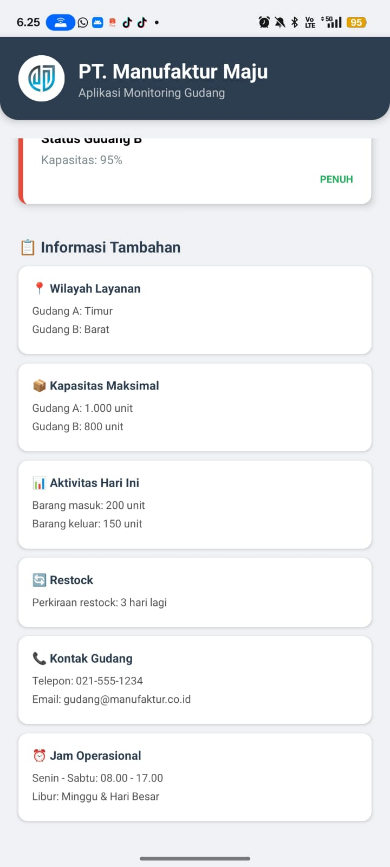 6.25
Vo
LTE
5G
95
PT. Manufaktur Maju
Aplikasi Monitoring Gudang
Status Gudang B
Kapasitas: 95%
PENUH
📋 Informasi Tambahan
📍 Wilayah Layanan
Gudang A: Timur
Gudang B: Barat
📦 Kapasitas Maksimal
Gudang A: 1.000 unit
Gudang B: 800 unit
📊 Aktivitas Hari Ini
Barang masuk: 200 unit
Barang keluar: 150 unit
🔄 Restock
Perkiraan restock: 3 hari lagi
📞 Kontak Gudang
Telepon: 021-555-1234
Email: gudang@manufaktur.co.id
⏰ Jam Operasional
Senin - Sabtu: 08.00 - 17.00
Libur: Minggu & Hari Besar